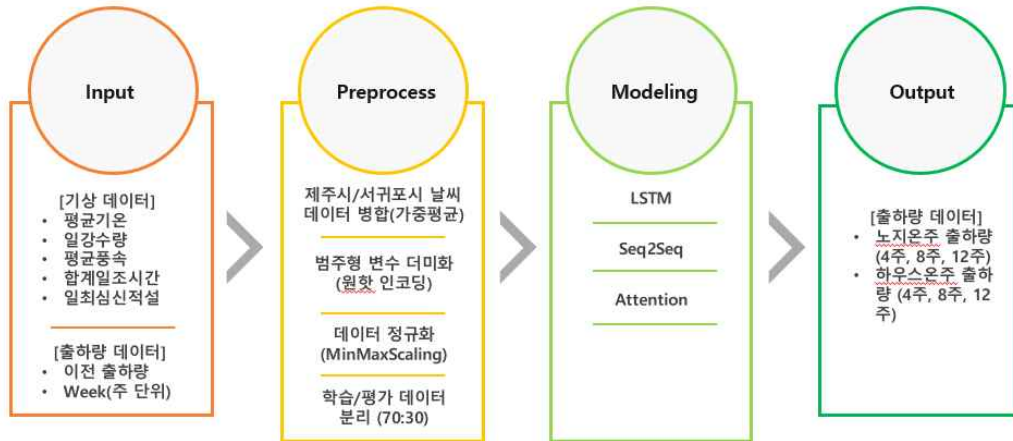 Input
[기상 데이터]
• 평균기온
• 일강수량
• 평균풍속
• 합계일조시간
• 일최심신적설
[출하량 데이터]
• 이전 출하량
• Week(주 단위)
Preprocess
제주시/서귀포시 날씨
데이터 병합(가중평균)
범주형 변수 더미화
(원핫 인코딩)
데이터 정규화
(MinMaxScaling)
학습/평가 데이터
분리 (70:30)
Modeling
LSTM
Seq2Seq
Attention
Output
[출하량 데이터]
• 노지온주 출하량
(4주, 8주, 12주)
• 하우스온주 출하
량 (4주, 8주, 12
주)